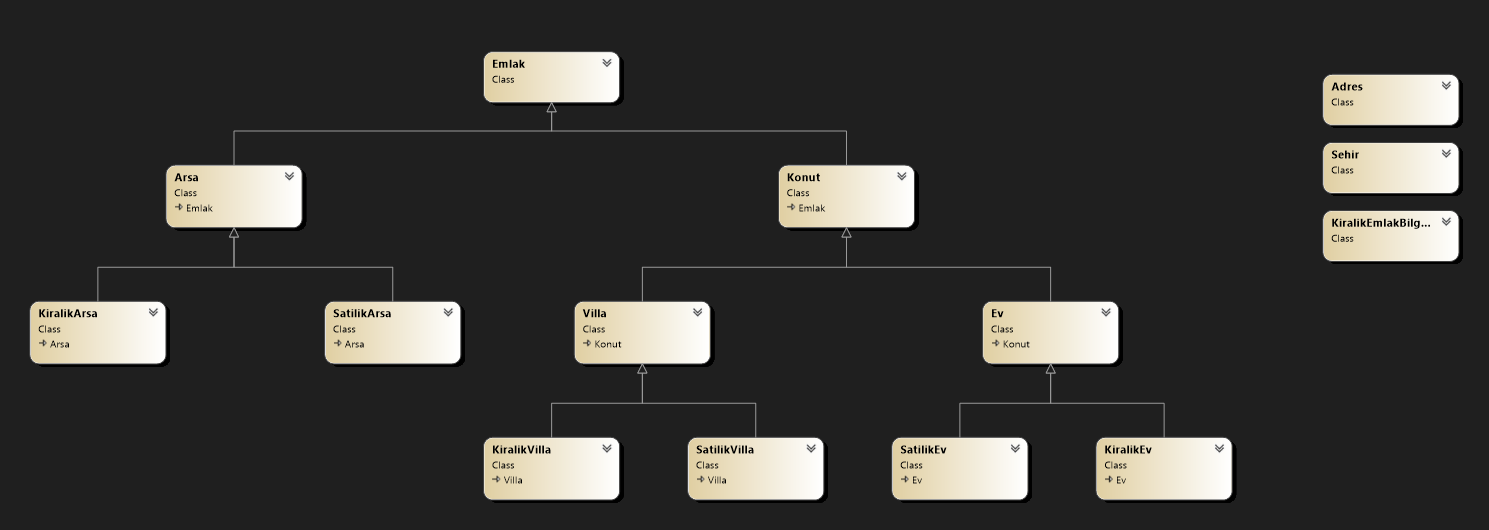 Emlak
Class
Adres
Class
Sehir
Class
KiralikEmlakBilg...
Class
Arsa
Class
Emlak
Konut
Class
Emlak
KiralikArsa
Class
Arsa
SatilikArsa
Class
Arsa
Villa
Class
Konut
Ev
Class
Konut
KiralikVilla
Class
Villa
SatilikVilla
Class
Villa
SatilikEv
Class
Ev
KiralikEv
Class
Ev